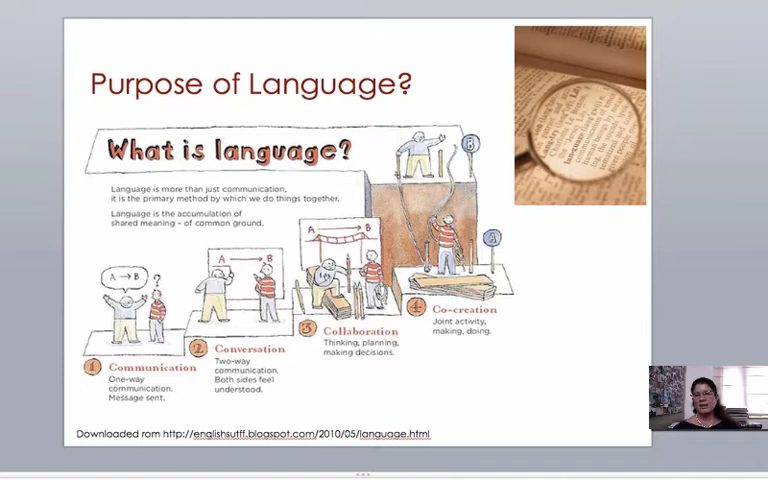 Purpose of Language?
What is language?
Language is more than just communication,
it is the primary method by which we do things together.
Language is the accumulation of
shared meaning – of common ground.
B
A → B
A
A → B
A → B
?
4 Co-creation
Joint activity,
making, doing.
3 Collaboration
Thinking, planning,
making decisions.
2 Conversation
Two-way
communication.
Both sides feel
understood.
1 Communication
One-way
communication.
Message sent.
Downloaded rom http://englishsutff.blogspot.com/2010/05/language.html
language